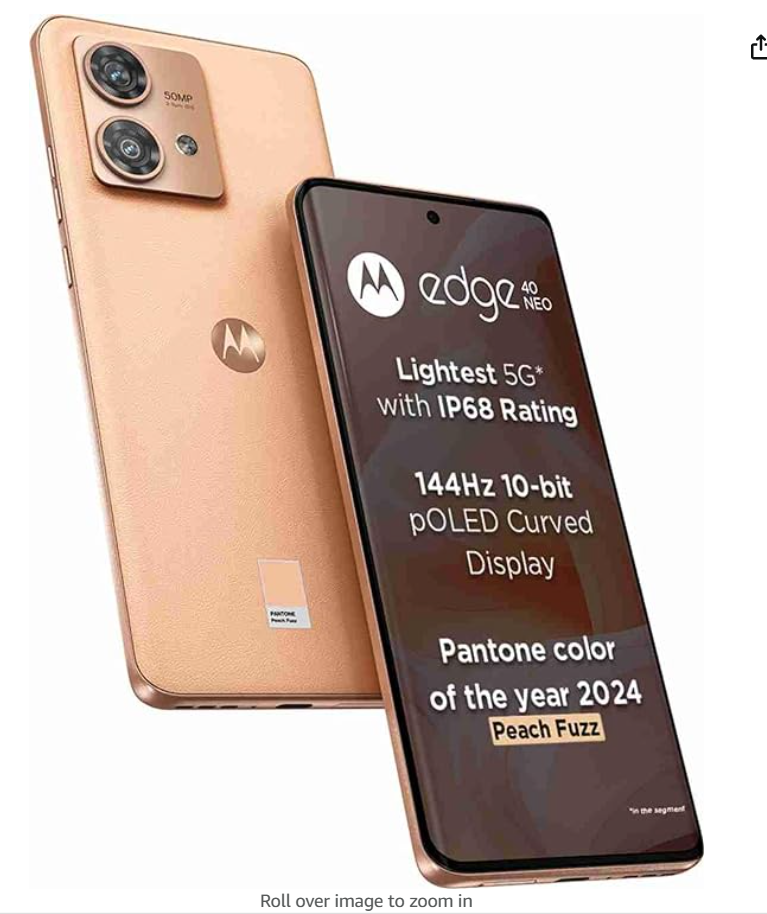 50MP
edge 40 NEO
Lightest 5G*
with IP68 Rating
144Hz 10-bit
pOLED Curved
Display
Pantone color
of the year 2024
Peach Fuzz
PANTONE
Peach Fuzz
*in the segment
Roll over image to zoom in